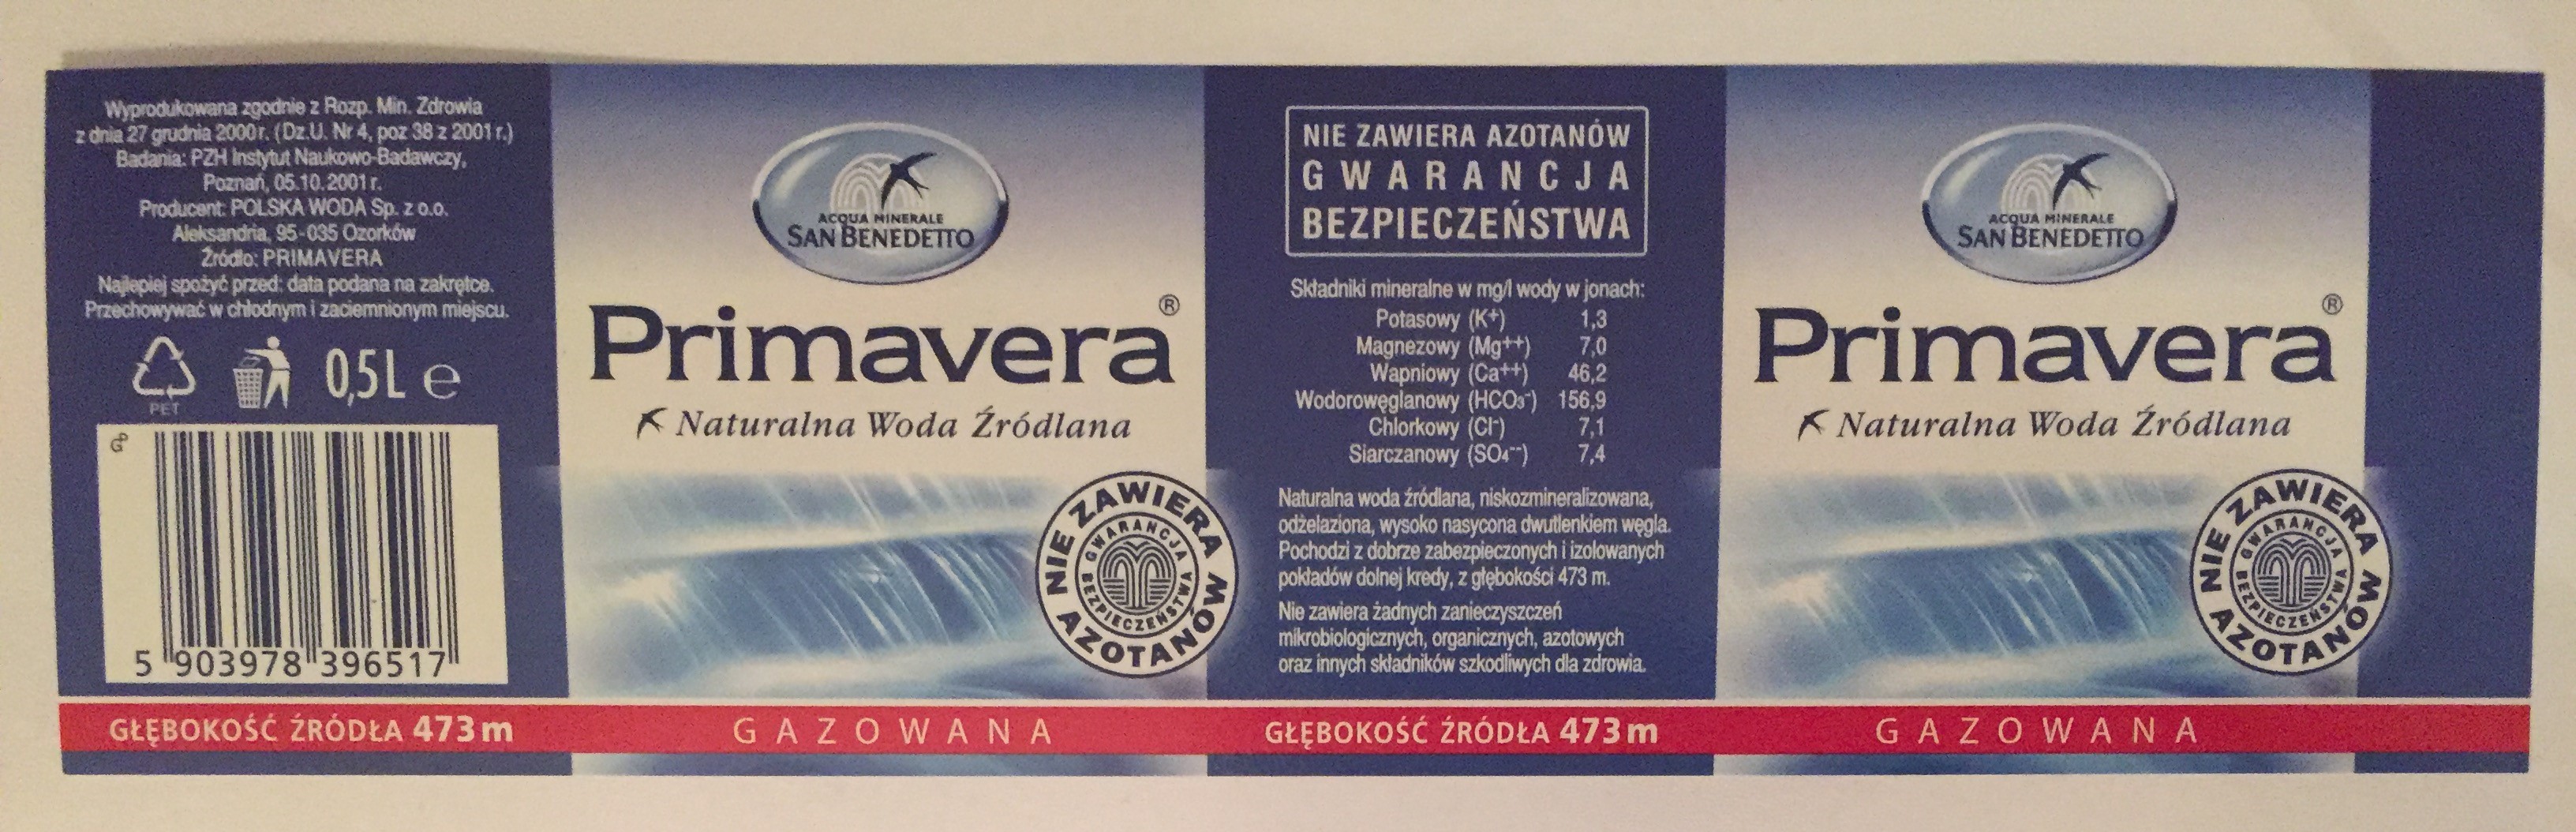 Wyprodukowana zgodnie z Rozp. Min. Zdrowia
z dnia 27 grudnia 2000 r. (Dz.U. Nr 4, poz 38 z 2001 r.)
Badania: PZH Instytut Naukowo-Badawczy,
Poznań, 05.10.2001 r.
Producent: POLSKA WODA Sp. z o.o.
Aleksandria, 95-035 Ozorków
Źródło: PRIMAVERA
Najlepiej spożyć przed: data podana na zakrętce.
Przechowywać w chłodnym i zaciemnionym miejscu.
PET
0,5 L e
5 903978 396517
GŁĘBOKOŚĆ ŹRÓDŁA 473 m
ACQUA MINERALE
SAN BENEDETTO
Primavera®
Naturalna Woda Źródlana
NIE ZAWIERA AZOTANÓW
GWARANCJA BEZPIECZEŃSTWA
GAZOWANA
NIE ZAWIERA AZOTANÓW
GWARANCJA
BEZPIECZEŃSTWA
Składniki mineralne w mg/l wody w jonach:
Potasowy (K+) 1,3
Magnezowy (Mg++) 7,0
Wapniowy (Ca++) 46,2
Wodorowęglanowy (HCO3-) 156,9
Chlorkowy (Cl-) 7,1
Siarczanowy (SO4--) 7,4
Naturalna woda źródlana, niskozmineralizowana,
odżelaziona, wysoko nasycona dwutlenkiem węgla.
Pochodzi z dobrze zabezpieczonych i izolowanych
pokładów dolnej kredy, z głębokości 473 m.
Nie zawiera żadnych zanieczyszczeń
mikrobiologicznych, organicznych, azotowych
oraz innych składników szkodliwych dla zdrowia.
GŁĘBOKOŚĆ ŹRÓDŁA 473 m
ACQUA MINERALE
SAN BENEDETTO
Primavera®
Naturalna Woda Źródlana
NIE ZAWIERA AZOTANÓW
GWARANCJA BEZPIECZEŃSTWA
GAZOWANA